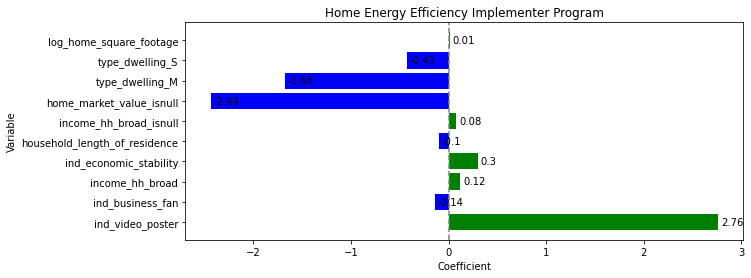 Home Energy Efficiency Implementer Program
Variable
log_home_square_footage 0.01
type_dwelling_S -0.43
type_dwelling_M -1.68
home_market_value_isnull -2.44
income_hh_broad_isnull 0.08
household_length_of_residence -0.1
ind_economic_stability 0.3
income_hh_broad 0.12
ind_business_fan -0.14
ind_video_poster 2.76
−2 −1 0 1 2 3
Coefficient